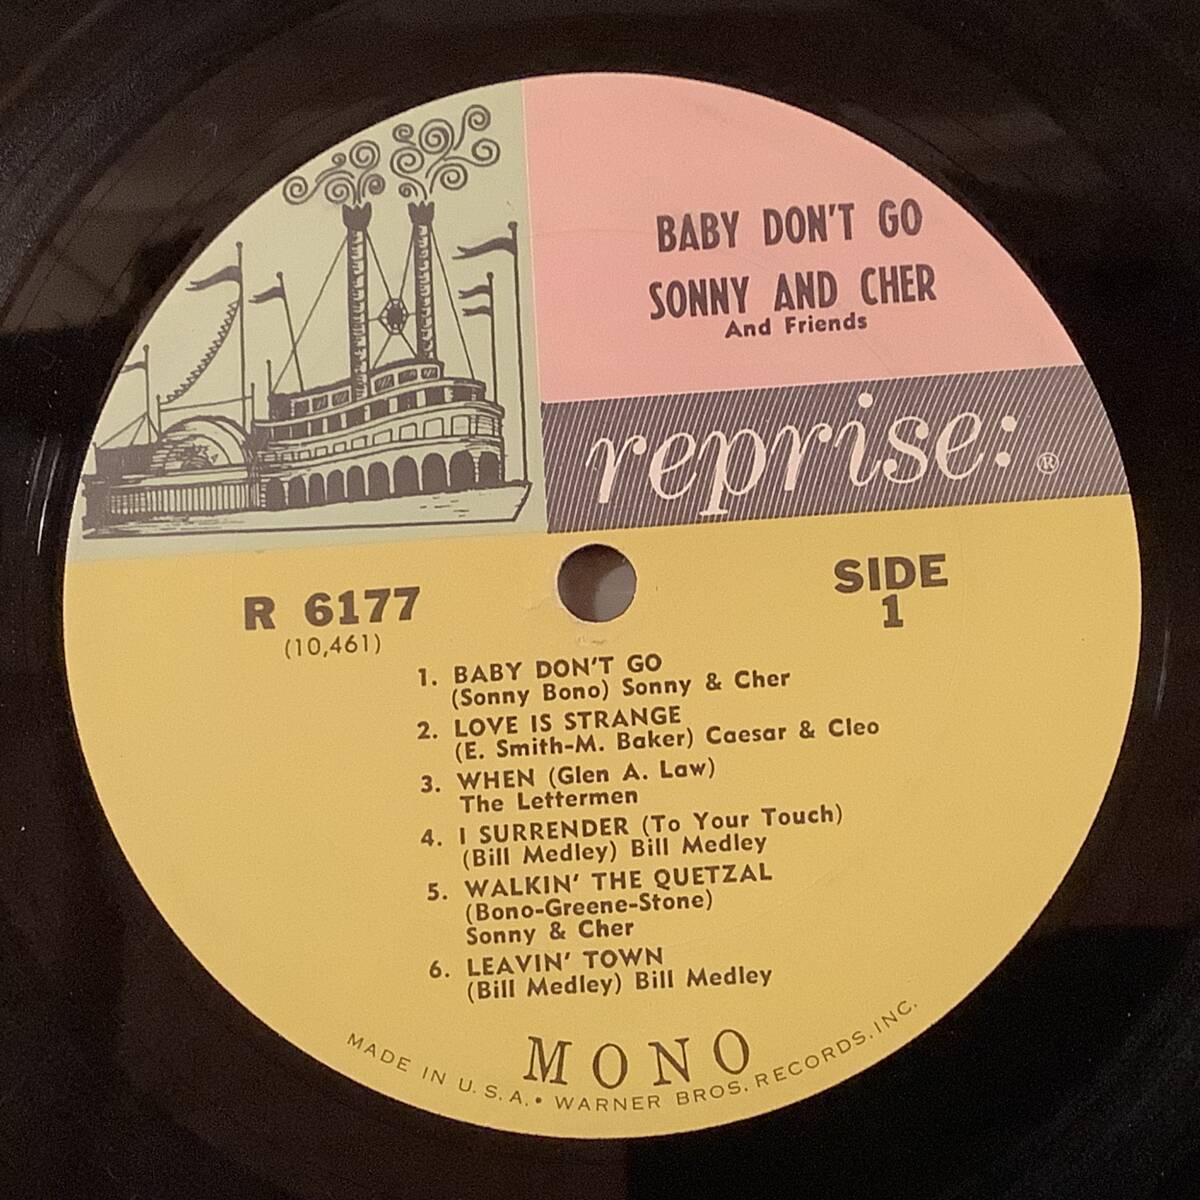 BABY DON'T GO
SONNY AND CHER
And Friends
reprise:®
R 6177
(10,461)
SIDE
1
1. BABY DON'T GO
(Sonny Bono) Sonny & Cher
2. LOVE IS STRANGE
(E. Smith-M. Baker) Caesar & Cleo
3. WHEN (Glen A. Law)
The Lettermen
4. I SURRENDER (To Your Touch)
(Bill Medley) Bill Medley
5. WALKIN' THE QUETZAL
(Bono-Greene-Stone)
Sonny & Cher
6. LEAVIN' TOWN
(Bill Medley) Bill Medley
MONO
MADE IN U.S.A. • WARNER BROS. RECORDS, INC.